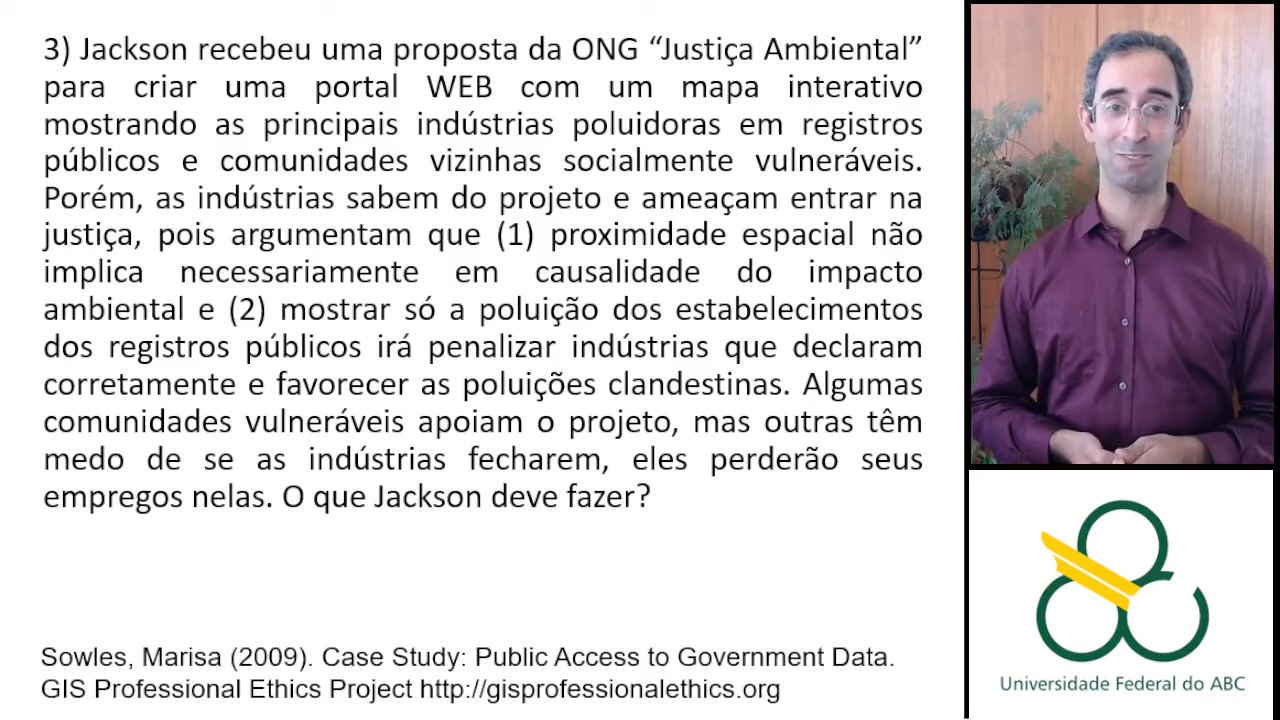 3) Jackson recebeu uma proposta da ONG “Justiça Ambiental”
para criar uma portal WEB com um mapa interativo
mostrando as principais indústrias poluidoras em registros
públicos e comunidades vizinhas socialmente vulneráveis.
Porém, as indústrias sabem do projeto e ameaçam entrar na
justiça, pois argumentam que (1) proximidade espacial não
implica necessariamente em causalidade do impacto
ambiental e (2) mostrar só a poluição dos estabelecimentos
dos registros públicos irá penalizar indústrias que declaram
corretamente e favorecer as poluições clandestinas. Algumas
comunidades vulneráveis apoiam o projeto, mas outras têm
medo de se as indústrias fecharem, eles perderão seus
empregos nelas. O que Jackson deve fazer?
Sowles, Marisa (2009). Case Study: Public Access to Government Data.
GIS Professional Ethics Project http://gisprofessionalethics.org
Universidade Federal do ABC